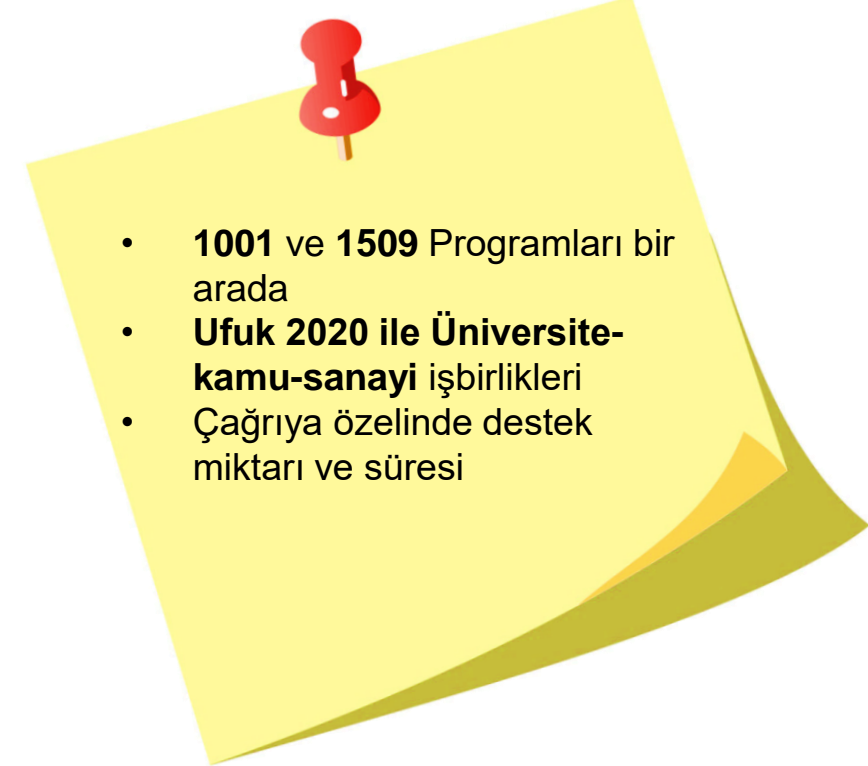 • 1001 ve 1509 Programları bir
arada
• Ufuk 2020 ile Üniversite-
kamu-sanayi işbirlikleri
• Çağrıya özelinde destek
miktarı ve süresi